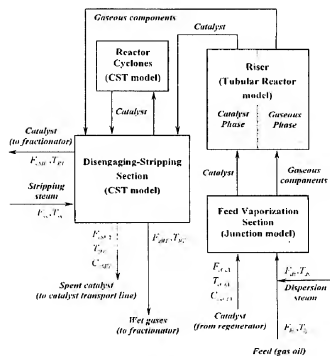 Gaseous components
Catalyst
Reactor
Cyclones
(CST model)
Riser
(Tubular Reactor
model)
Catalyst
Phase
Gaseous
Phase
Catalyst
Catalyst
(to fractionator)
Disengaging-Stripping
Section
(CST model)
Stripping
steam
Catalyst
Gaseous
components
Feed Vaporization
Section
(Junction model)
Spent catalyst
(to catalyst transport line)
Wet gases
(to fractionator)
Dispersion
steam
Catalyst
(from regenerator)
Feed (gas oil)